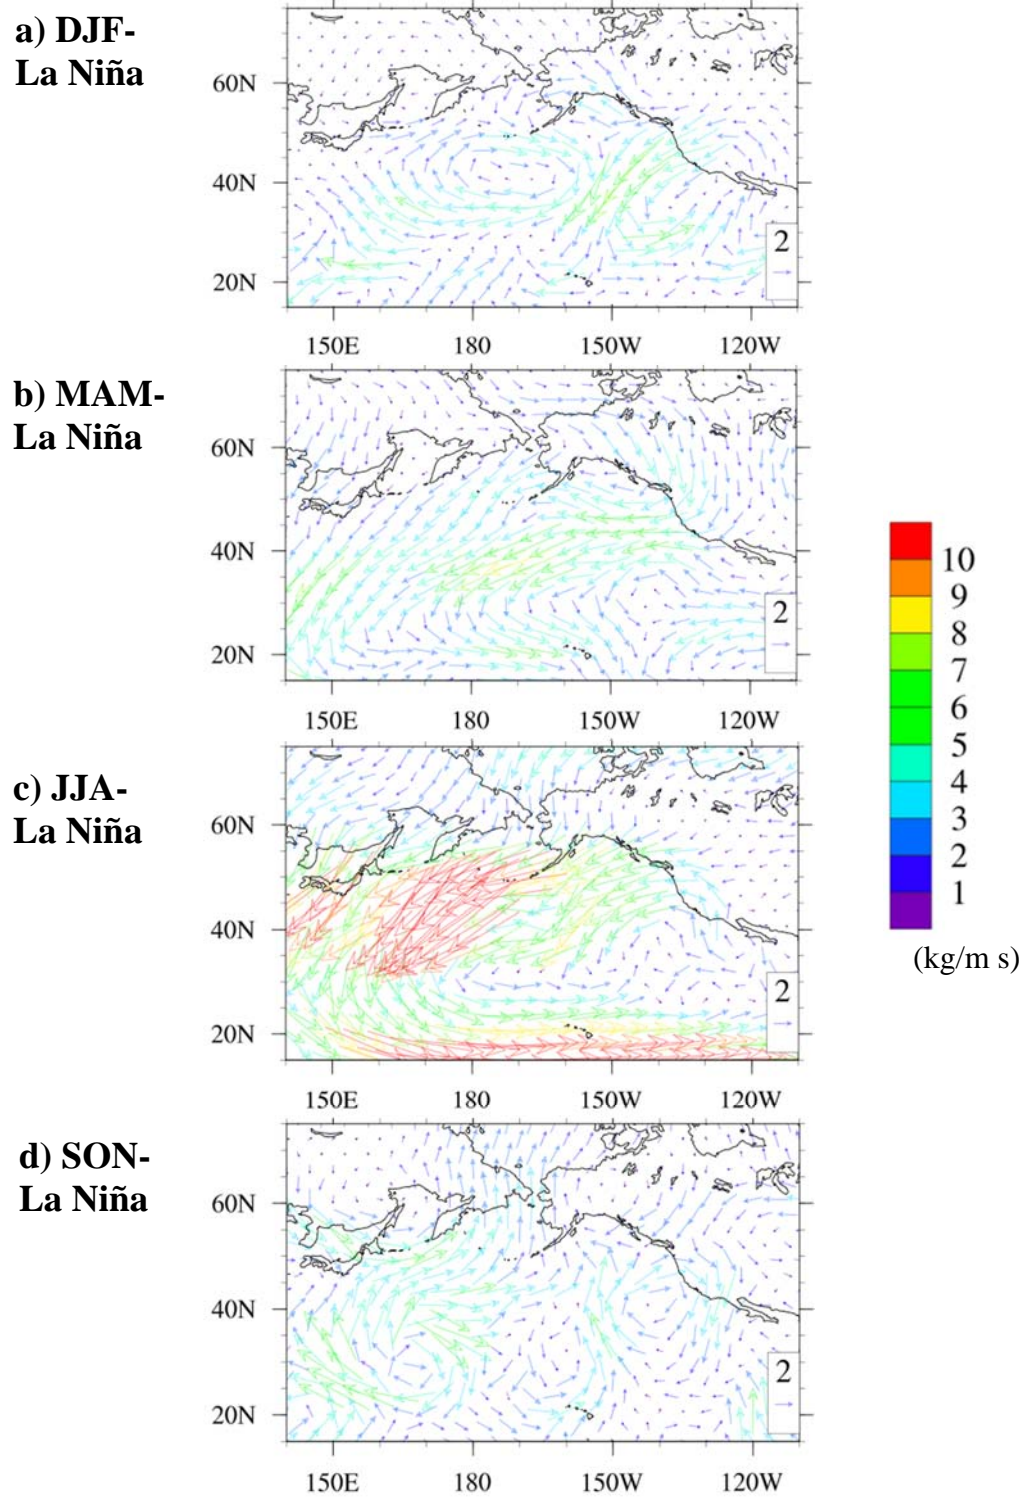 a) DJF-
La Niña
60N
40N
20N
2
150E 180 150W 120W
b) MAM-
La Niña
60N
40N
20N
2
150E 180 150W 120W
c) JJA-
La Niña
60N
40N
20N
2
150E 180 150W 120W
d) SON-
La Niña
60N
40N
20N
2
150E 180 150W 120W
10
9
8
7
6
5
4
3
2
1
(kg/m s)